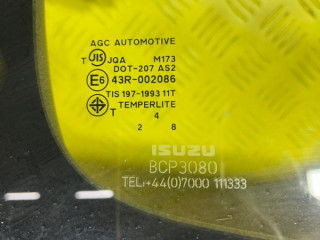 AGC AUTOMOTIVE
T JIS JQA M173
DOT-207 AS2
E6 43R-002086
TIS 197-1993 11T
T TEMPERLITE
4
2 8
ISUZU
BCP3080
TEL:+44(0)7000 111333